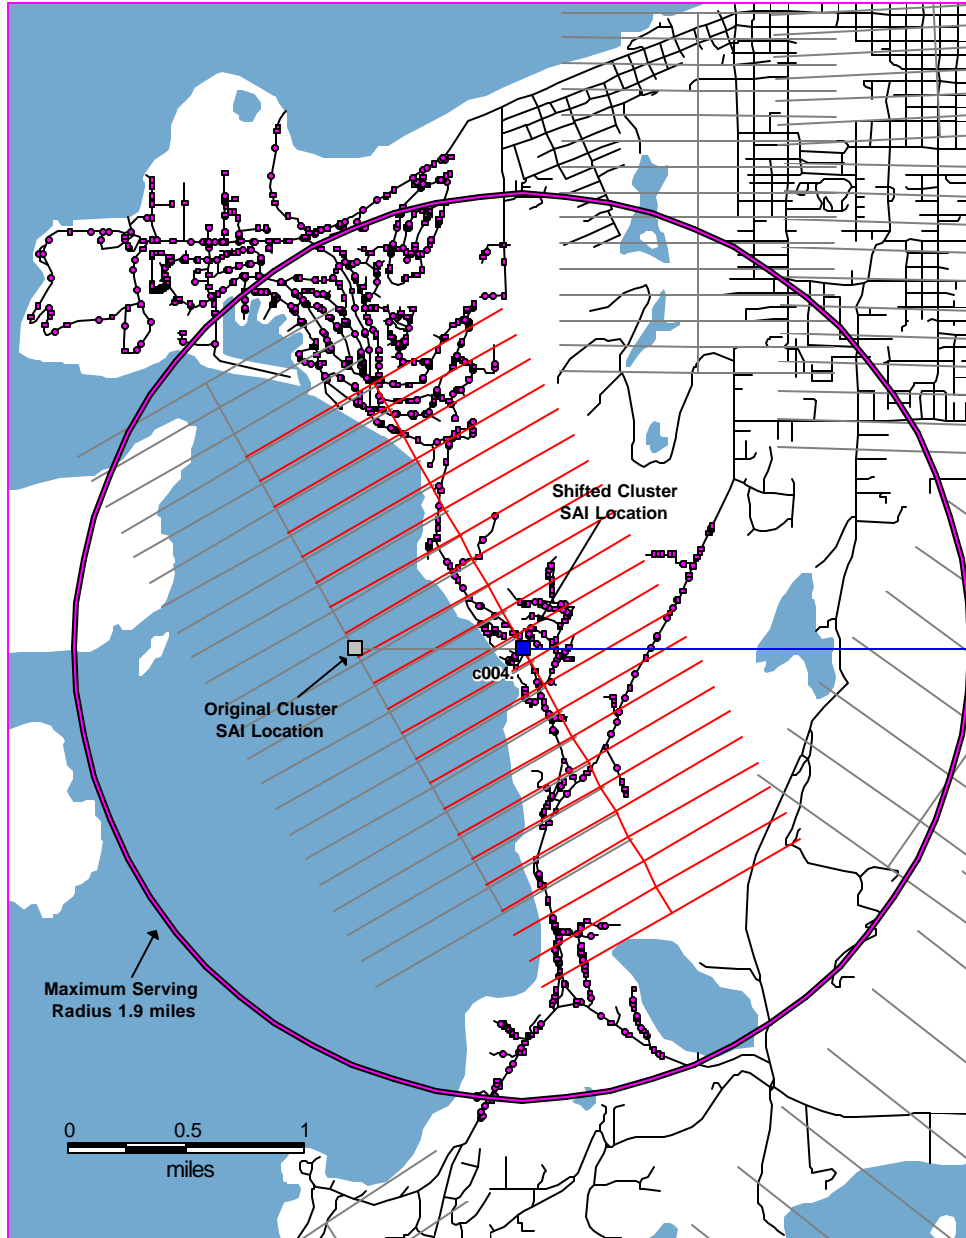 Shifted Cluster
SAI Location
c004.
Original Cluster
SAI Location
Maximum Serving
Radius 1.9 miles
0 0.5 1
miles